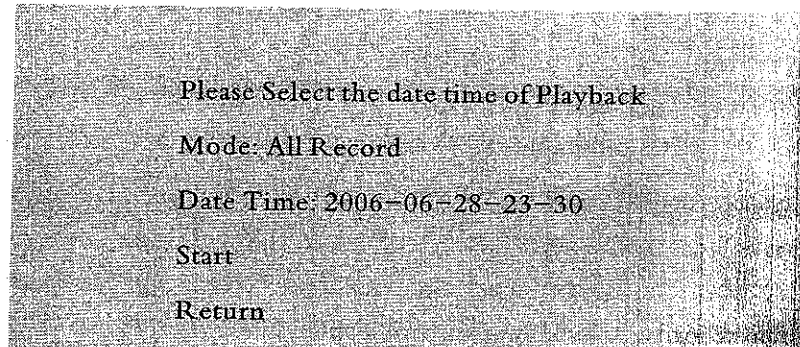 Please Select the date time of Playback
Mode: All Record
Date Time: 2006-06-28-23-30
Start
Return